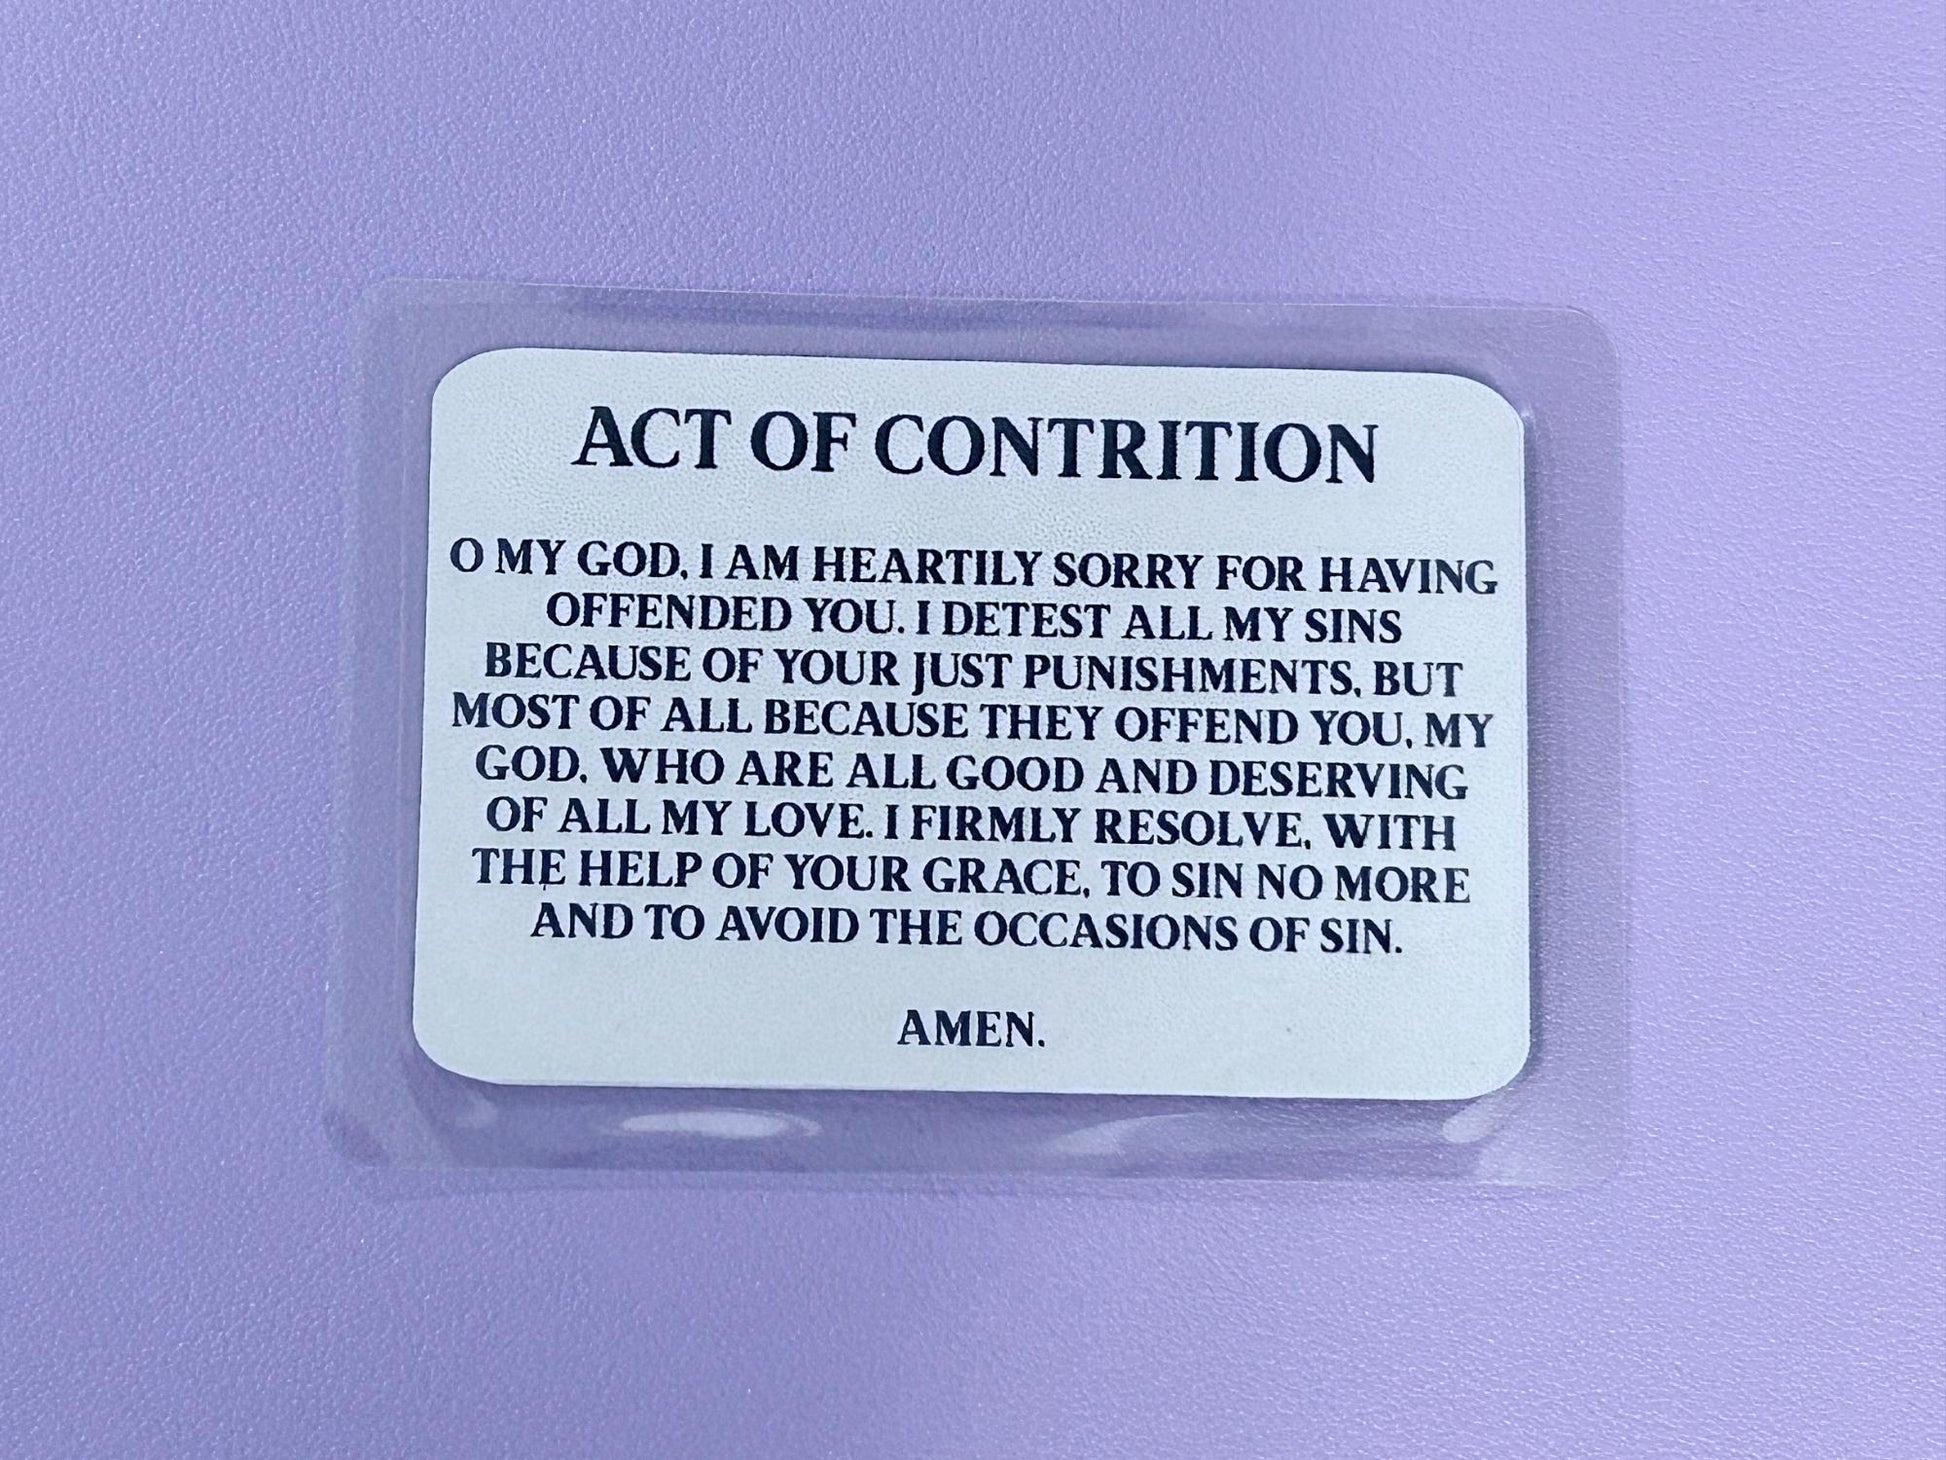 ACT OF CONTRITION
O MY GOD, I AM HEARTILY SORRY FOR HAVING
OFFENDED YOU. I DETEST ALL MY SINS
BECAUSE OF YOUR JUST PUNISHMENTS, BUT
MOST OF ALL BECAUSE THEY OFFEND YOU, MY
GOD, WHO ARE ALL GOOD AND DESERVING
OF ALL MY LOVE. I FIRMLY RESOLVE, WITH
THE HELP OF YOUR GRACE, TO SIN NO MORE
AND TO AVOID THE OCCASIONS OF SIN.
AMEN.